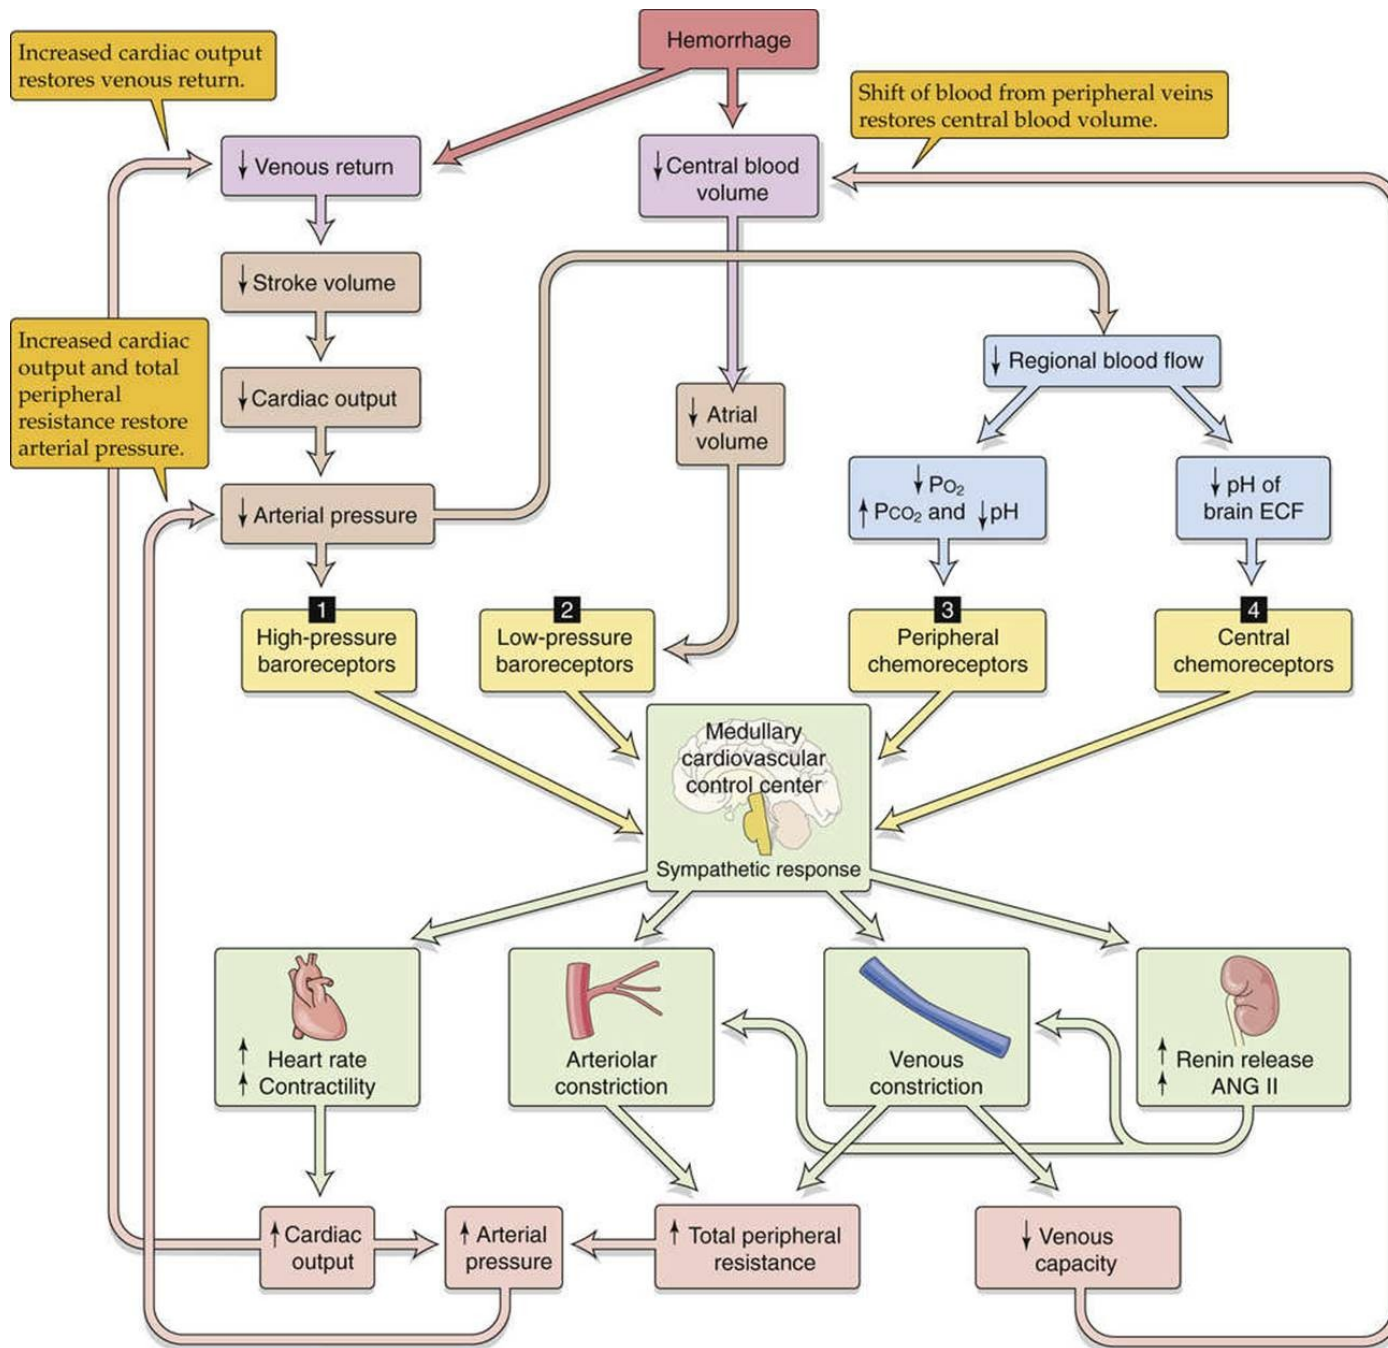 Hemorrhage
Increased cardiac output
restores venous return.
Shift of blood from peripheral veins
restores central blood volume.
↓ Venous return
↓ Central blood
volume
↓ Stroke volume
Increased cardiac
output and total
peripheral
resistance restore
arterial pressure.
↓ Regional blood flow
↓ Cardiac output
↓ Atrial
volume
↓ PO₂
↑ PCO₂ and ↓ pH
↓ pH of
brain ECF
↓ Arterial pressure
1
High-pressure
baroreceptors
2
Low-pressure
baroreceptors
3
Peripheral
chemoreceptors
4
Central
chemoreceptors
Medullary
cardiovascular
control center
Sympathetic response
↑ Heart rate
↑ Contractility
Arteriolar
constriction
Venous
constriction
↑ Renin release
↑ ANG II
↑ Cardiac
output
↑ Arterial
pressure
↑ Total peripheral
resistance
↓ Venous
capacity